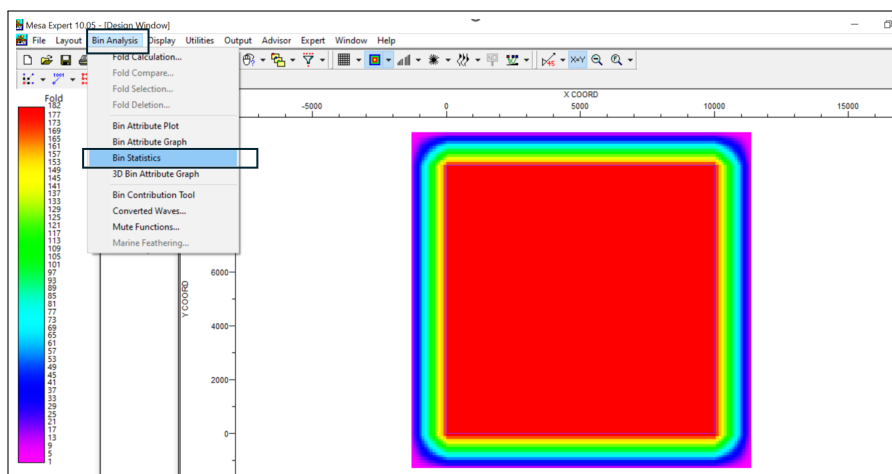 Mesa Expert 10.05 - [Design Window]
File Layout Bin Analysis Display Utilities Output Advisor Expert Window Help
Fold Calculation...
Fold Compare...
Fold Selection...
Fold Deletion...
Bin Attribute Plot
Bin Attribute Graph
Bin Statistics
3D Bin Attribute Graph
Bin Contribution Tool
Converted Waves...
Mute Functions...
Marine Feathering...
X=Y
Fold
182
177
173
169
165
161
157
153
149
145
141
137
133
129
125
121
117
113
109
105
101
97
93
89
85
81
77
73
69
65
61
57
53
49
45
41
37
33
29
25
21
17
13
9
5
1
X COORD
-5000 0 5000 10000 15000
Y COORD
6000
4000
2000
0